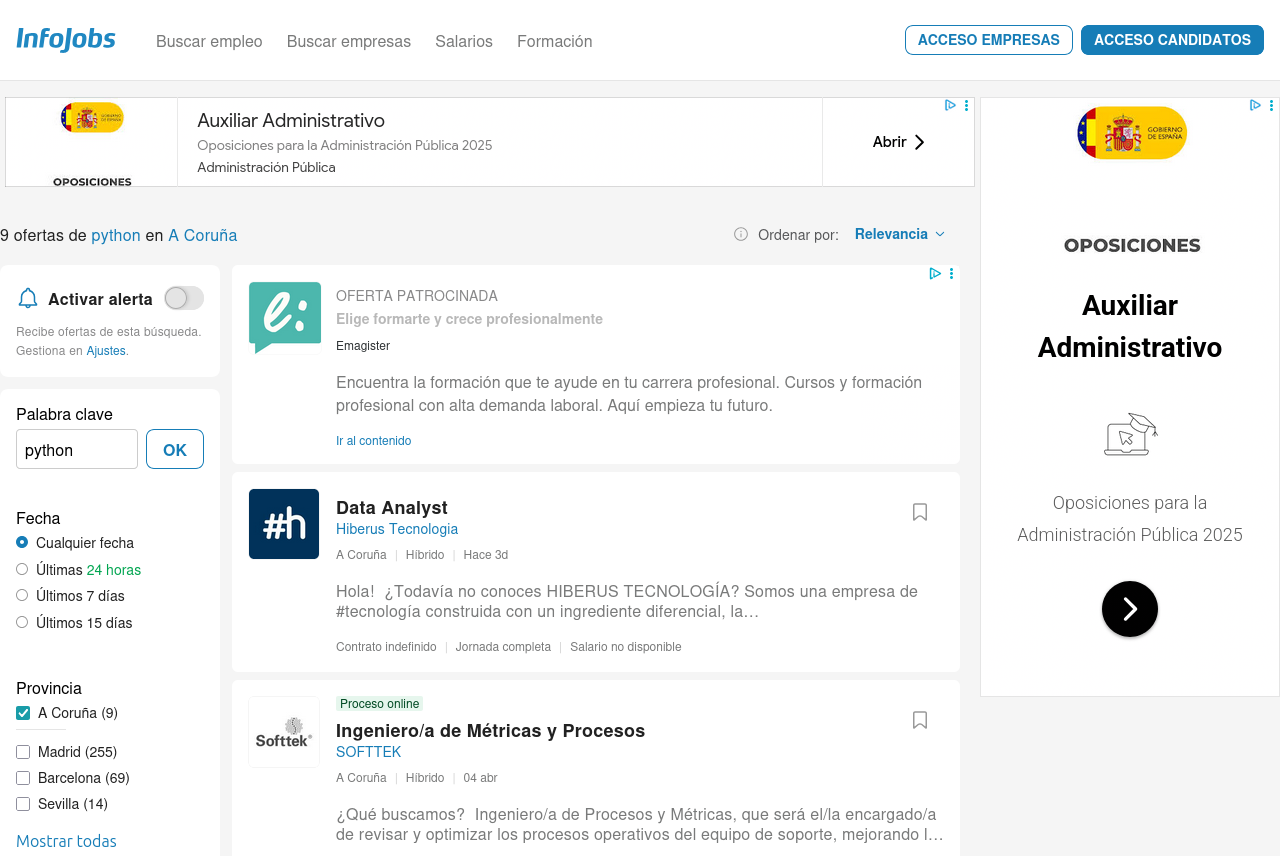 InfoJobs
Buscar empleo
Buscar empresas
Salarios
Formación
ACCESO EMPRESAS
ACCESO CANDIDATOS
OPOSICIONES
Auxiliar Administrativo
Oposiciones para la Administración Pública 2025
Administración Pública
Abrir
GOBIERNO
DE ESPAÑA
OPOSICIONES
Auxiliar
Administrativo
Oposiciones para la
Administración Pública 2025
9 ofertas de python en A Coruña
Ordenar por: Relevancia
Activar alerta
Recibe ofertas de esta búsqueda.
Gestiona en Ajustes.
Palabra clave
python
OK
Fecha
Cualquier fecha
Últimas 24 horas
Últimos 7 días
Últimos 15 días
Provincia
A Coruña (9)
Madrid (255)
Barcelona (69)
Sevilla (14)
Mostrar todas
OFERTA PATROCINADA
Elige formarte y crece profesionalmente
Emagister
Encuentra la formación que te ayude en tu carrera profesional. Cursos y formación
profesional con alta demanda laboral. Aquí empieza tu futuro.
Ir al contenido
#h
Data Analyst
Hiberus Tecnologia
A Coruña | Híbrido | Hace 3d
Hola!  ¿Todavía no conoces HIBERUS TECNOLOGÍA? Somos una empresa de
#tecnología construida con un ingrediente diferencial, la…
Contrato indefinido | Jornada completa | Salario no disponible
Softtek
Proceso online
Ingeniero/a de Métricas y Procesos
SOFTTEK
A Coruña | Híbrido | 04 abr
¿Qué buscamos?  Ingeniero/a de Procesos y Métricas, que será el/la encargado/a
de revisar y optimizar los procesos operativos del equipo de soporte, mejorando l…